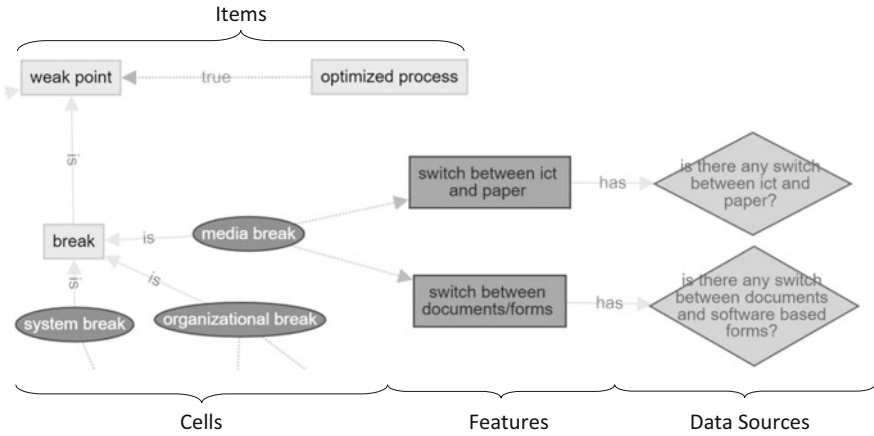 Items
weak point
true
optimized process
is
switch between ict
and paper
has
is there any switch
between ict and
paper?
break
is
media break
is
is
system break
organizational break
switch between
documents/forms
has
is there any switch
between documents
and software based
forms?
Cells
Features
Data Sources